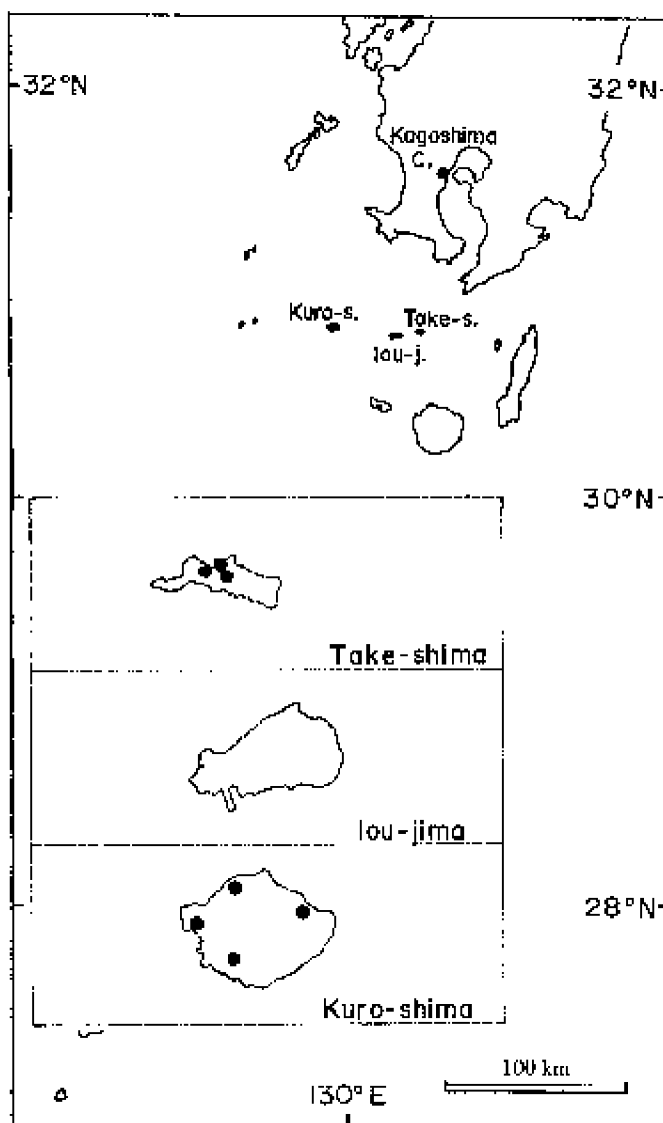 32°N
32°N
Kagoshima
C.
Kuro-s.
Take-s.
Iou-j.
30°N
Take-shima
Iou-jima
28°N
Kuro-shima
100 km
130°E